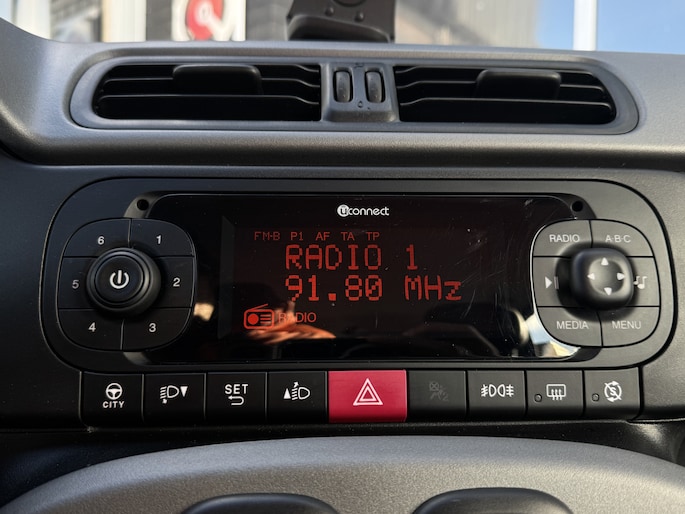 uconnect
FM-B P1 AF TA TP
RADIO 1
91.80 MHz
RADIO
6 1
5 2
4 3
RADIO ABC
MEDIA MENU
CITY
SET